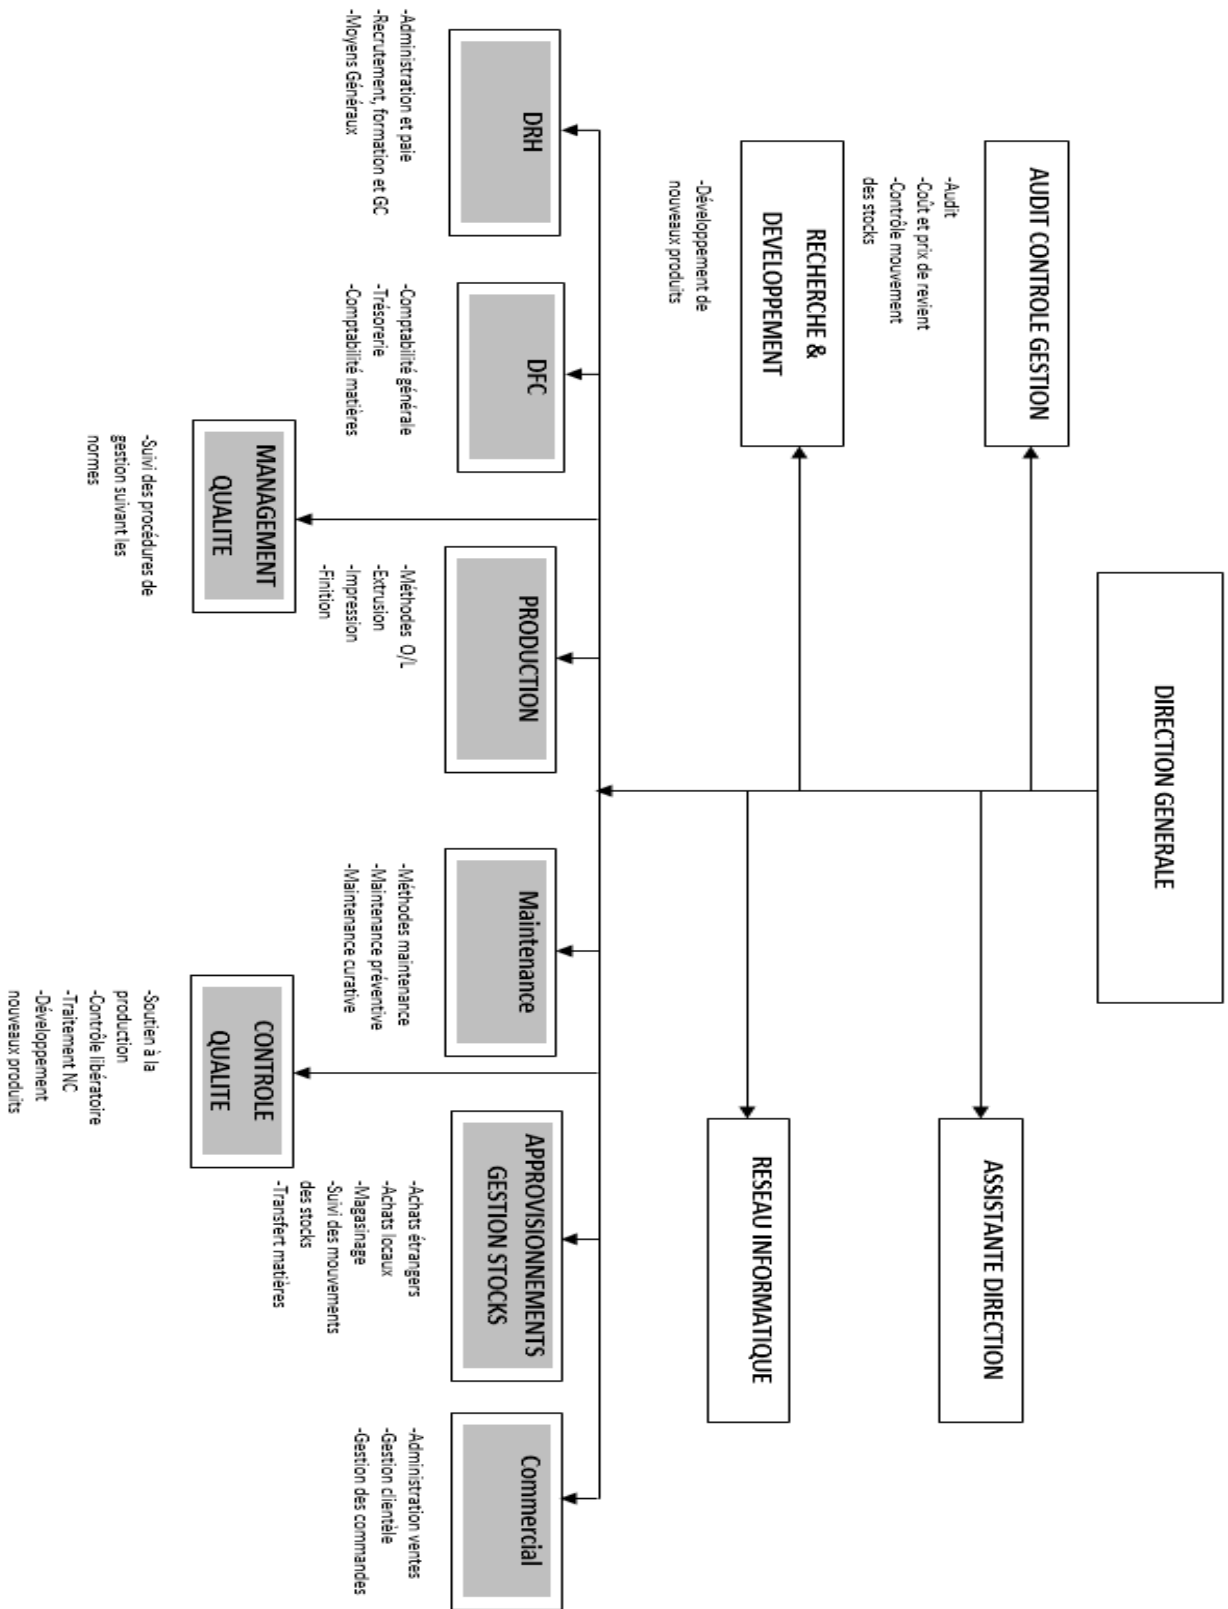 DIRECTION GENERALE
AUDIT CONTROLE GESTION
-Audit
-Coût et prix de revient
-Contrôle mouvement
des stocks
ASSISTANTE DIRECTION
RECHERCHE &
DEVELOPPEMENT
-Développement de
nouveaux produits
RESEAU INFORMATIQUE
DRH
-Administration et paie
-Recrutement, formation et GC
-Moyens Généraux
DFC
-Comptabilité générale
-Trésorerie
-Comptabilité matières
PRODUCTION
-Méthodes O/L
-Extrusion
-Impression
-Finition
Maintenance
-Méthodes maintenance
-Maintenance préventive
-Maintenance curative
APPROVISIONNEMENTS
GESTION STOCKS
-Achats étrangers
-Achats locaux
-Magasinage
-Suivi des mouvements
des stocks
-Transfert matières
Commercial
-Administration ventes
-Gestion clientèle
-Gestion des commandes
MANAGEMENT
QUALITE
-Suivi des procédures de
gestion suivant les
normes
CONTROLE
QUALITE
-Soutien à la
production
-Contrôle libératoire
-Traitement NC
-Développement
nouveaux produits